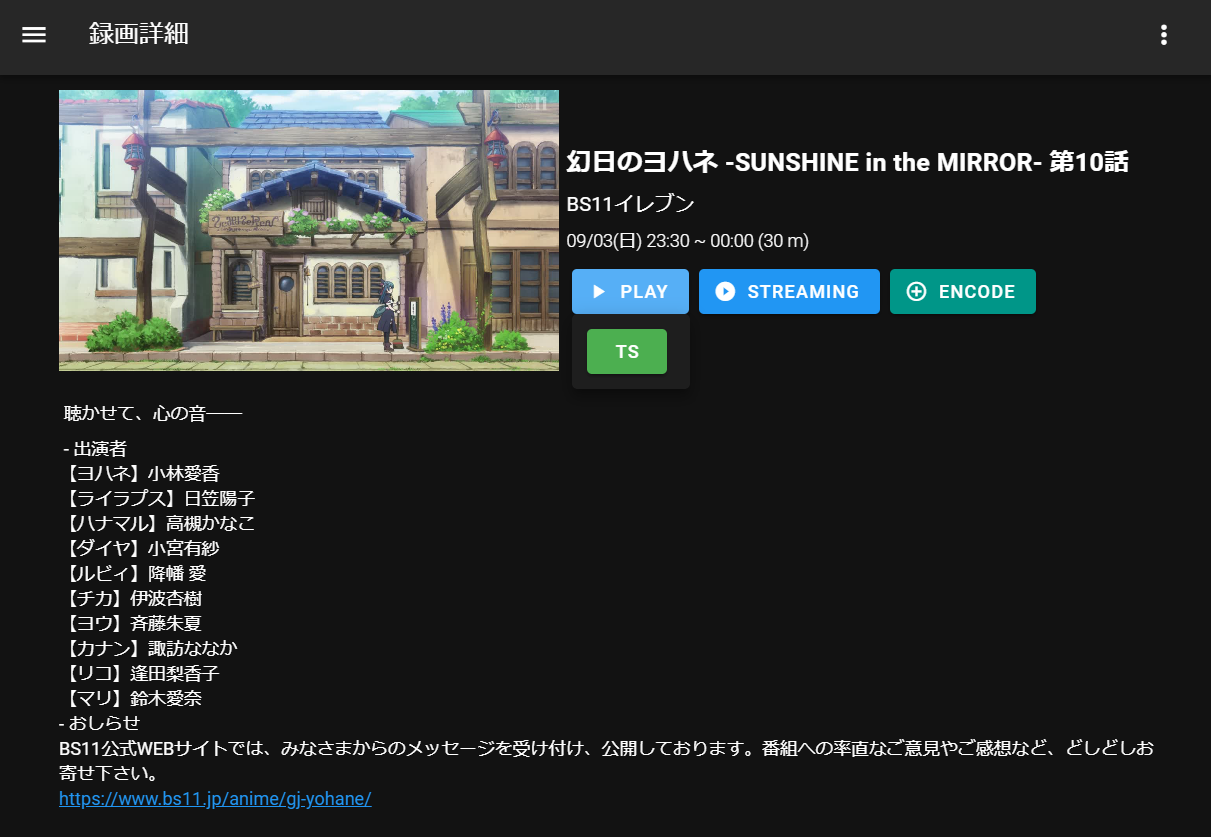 録画詳細
11
幻日のヨハネ -SUNSHINE in the MIRROR- 第10話
BS11イレブン
09/03(日) 23:30 ~ 00:00 (30 m)
PLAY
STREAMING
ENCODE
TS
聴かせて、心の音――
- 出演者
【ヨハネ】小林愛香
【ライラプス】日笠陽子
【ハナマル】高槻かなこ
【ダイヤ】小宮有紗
【ルビィ】降幡 愛
【チカ】伊波杏樹
【ヨウ】斉藤朱夏
【カナン】諏訪ななか
【リコ】逢田梨香子
【マリ】鈴木愛奈
- おしらせ
BS11公式WEBサイトでは、みなさまからのメッセージを受け付け、公開しております。番組への率直なご意見やご感想など、どしどしお
寄せ下さい。
https://www.bs11.jp/anime/gj-yohane/